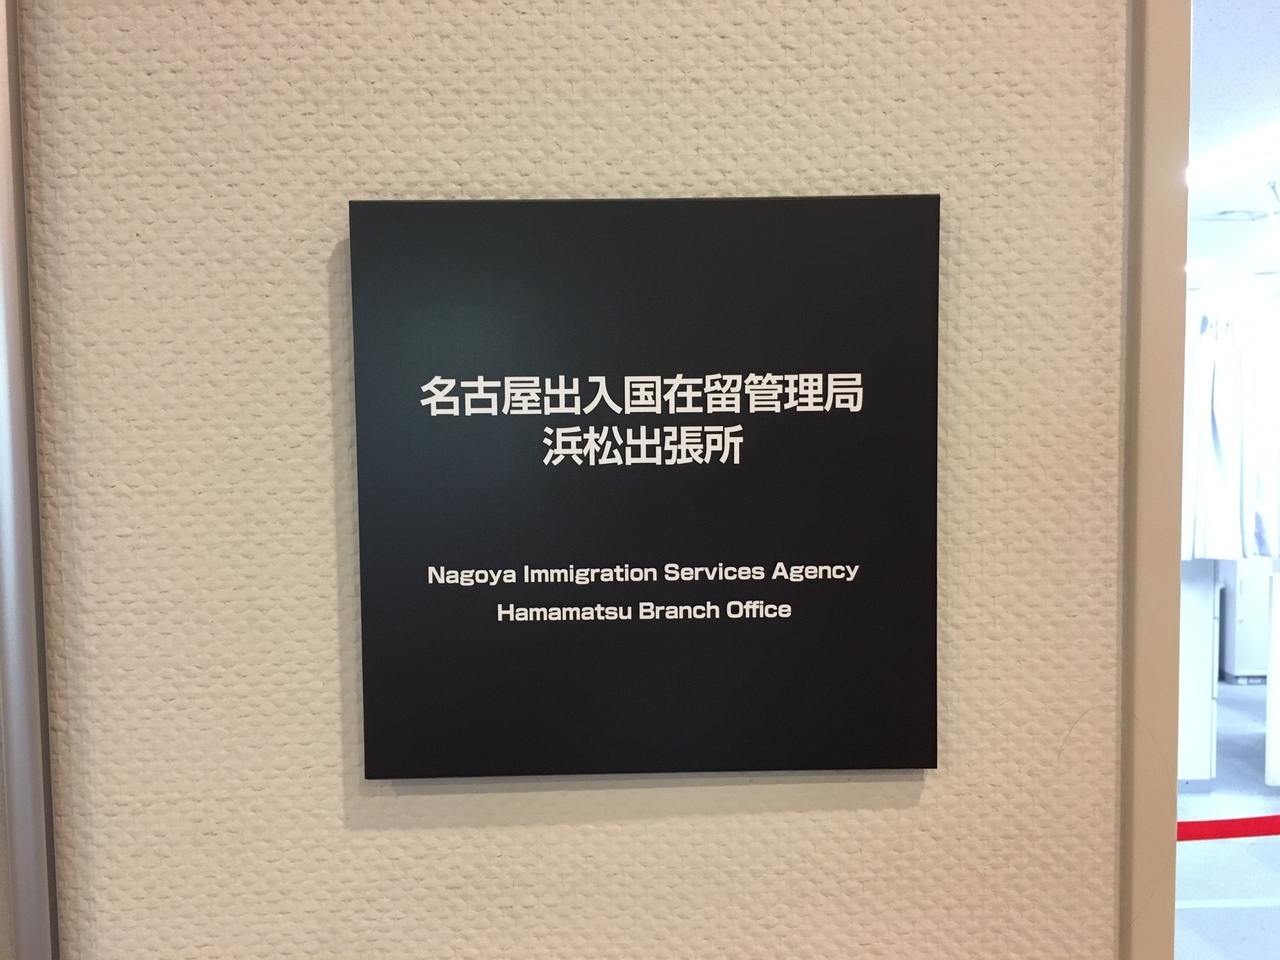 名古屋出入国在留管理局
浜松出張所
Nagoya Immigration Services Agency
Hamamatsu Branch Office